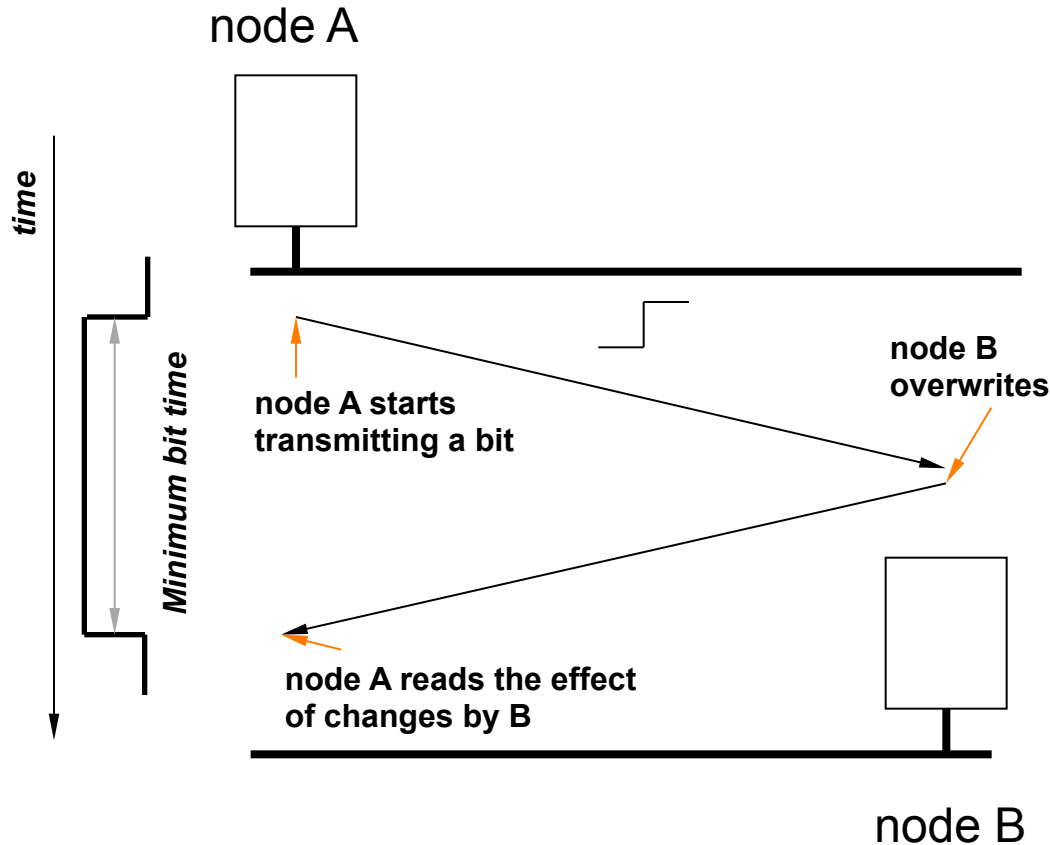 node A
time
Minimum bit time
node A starts
transmitting a bit
node B
overwrites
node A reads the effect
of changes by B
node B